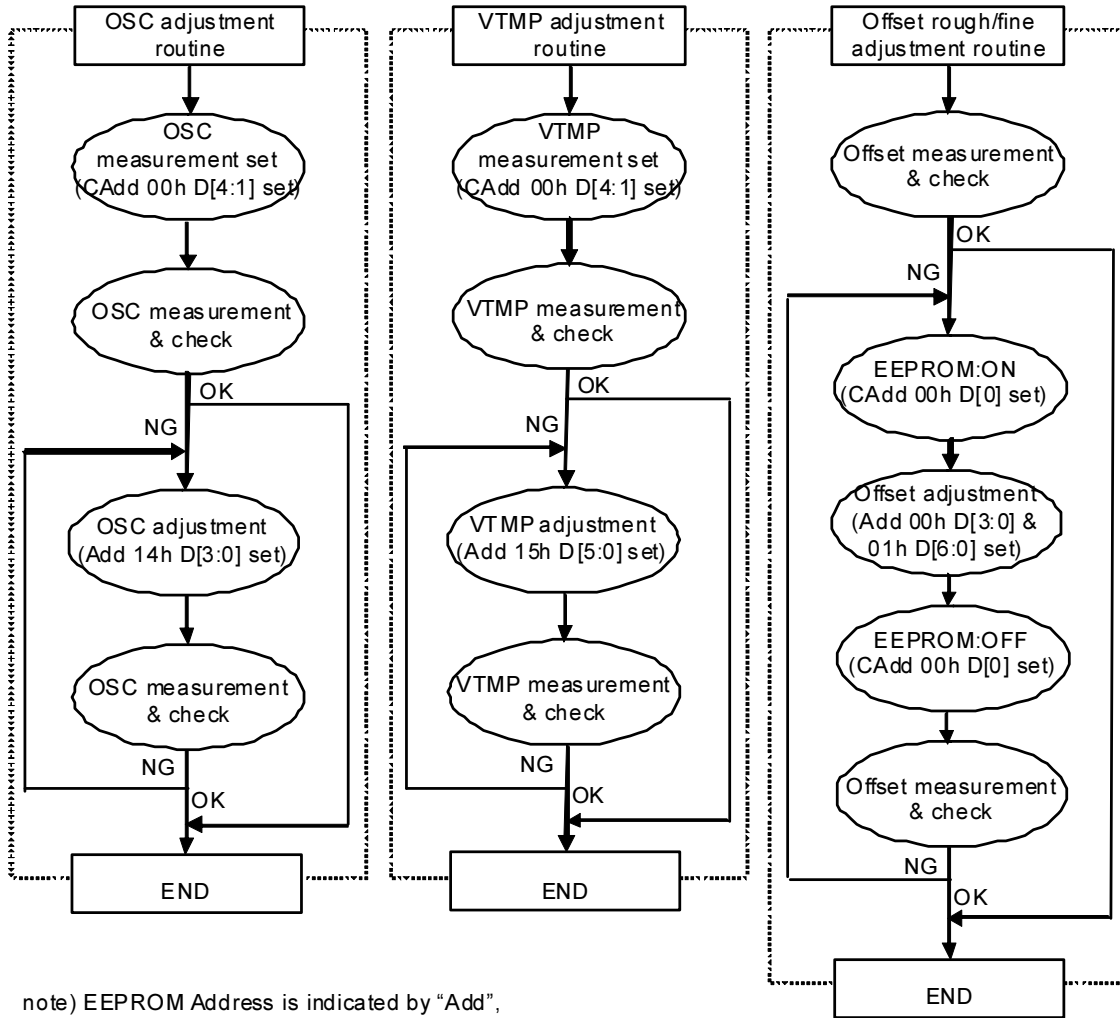 OSC adjustment
routine
OSC
measurement set
(CAdd 00h D[4:1] set)
OSC measurement
& check
OK
NG
OSC adjustment
(Add 14h D[3:0] set)
OSC measurement
& check
NG
OK
END
VTMP adjustment
routine
VTMP
measurement set
(CAdd 00h D[4:1] set)
VTMP measurement
& check
OK
NG
VTMP adjustment
(Add 15h D[5:0] set)
VTMP measurement
& check
NG
OK
END
Offset rough/fine
adjustment routine
Offset measurement
& check
OK
NG
EEPROM:ON
(CAdd 00h D[0] set)
Offset adjustment
(Add 00h D[3:0] &
01h D[6:0] set)
EEPROM:OFF
(CAdd 00h D[0] set)
Offset measurement
& check
NG
OK
END
note) EEPROM Address is indicated by “Add”,